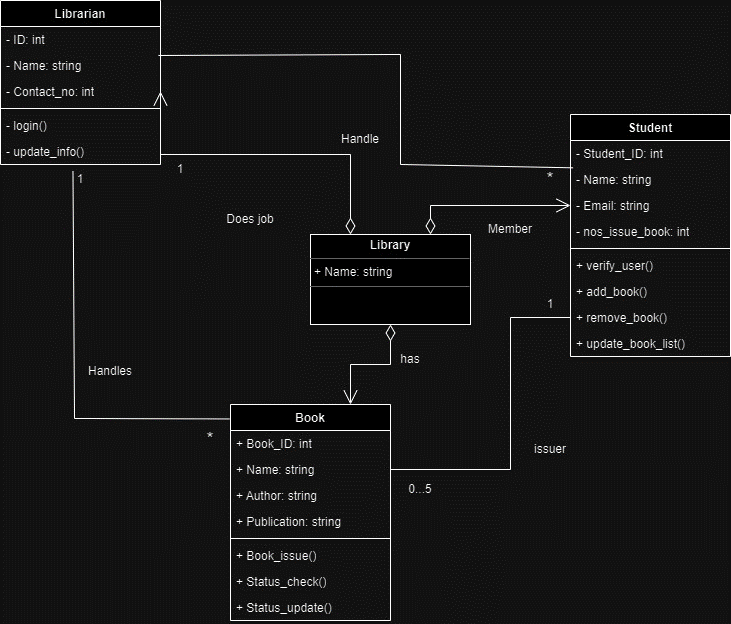 Librarian
- ID: int
- Name: string
- Contact_no: int
- login()
- update_info()
1
1
Handle
Does job
Student
- Student_ID: int
- Name: string
- Email: string
- nos_issue_book: int
+ verify_user()
+ add_book()
+ remove_book()
+ update_book_list()
*
Member
1
Library
+ Name: string
has
Handles
*
Book
+ Book_ID: int
+ Name: string
+ Author: string
+ Publication: string
+ Book_issue()
+ Status_check()
+ Status_update()
issuer
0...5